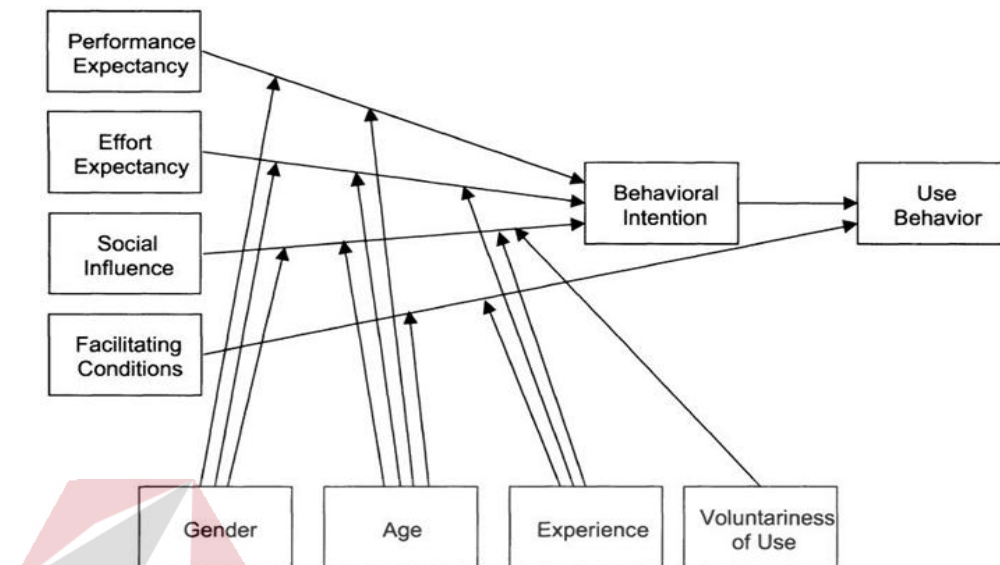 Performance
Expectancy
Effort
Expectancy
Social
Influence
Facilitating
Conditions
Behavioral
Intention
Use
Behavior
Gender
Age
Experience
Voluntariness
of Use